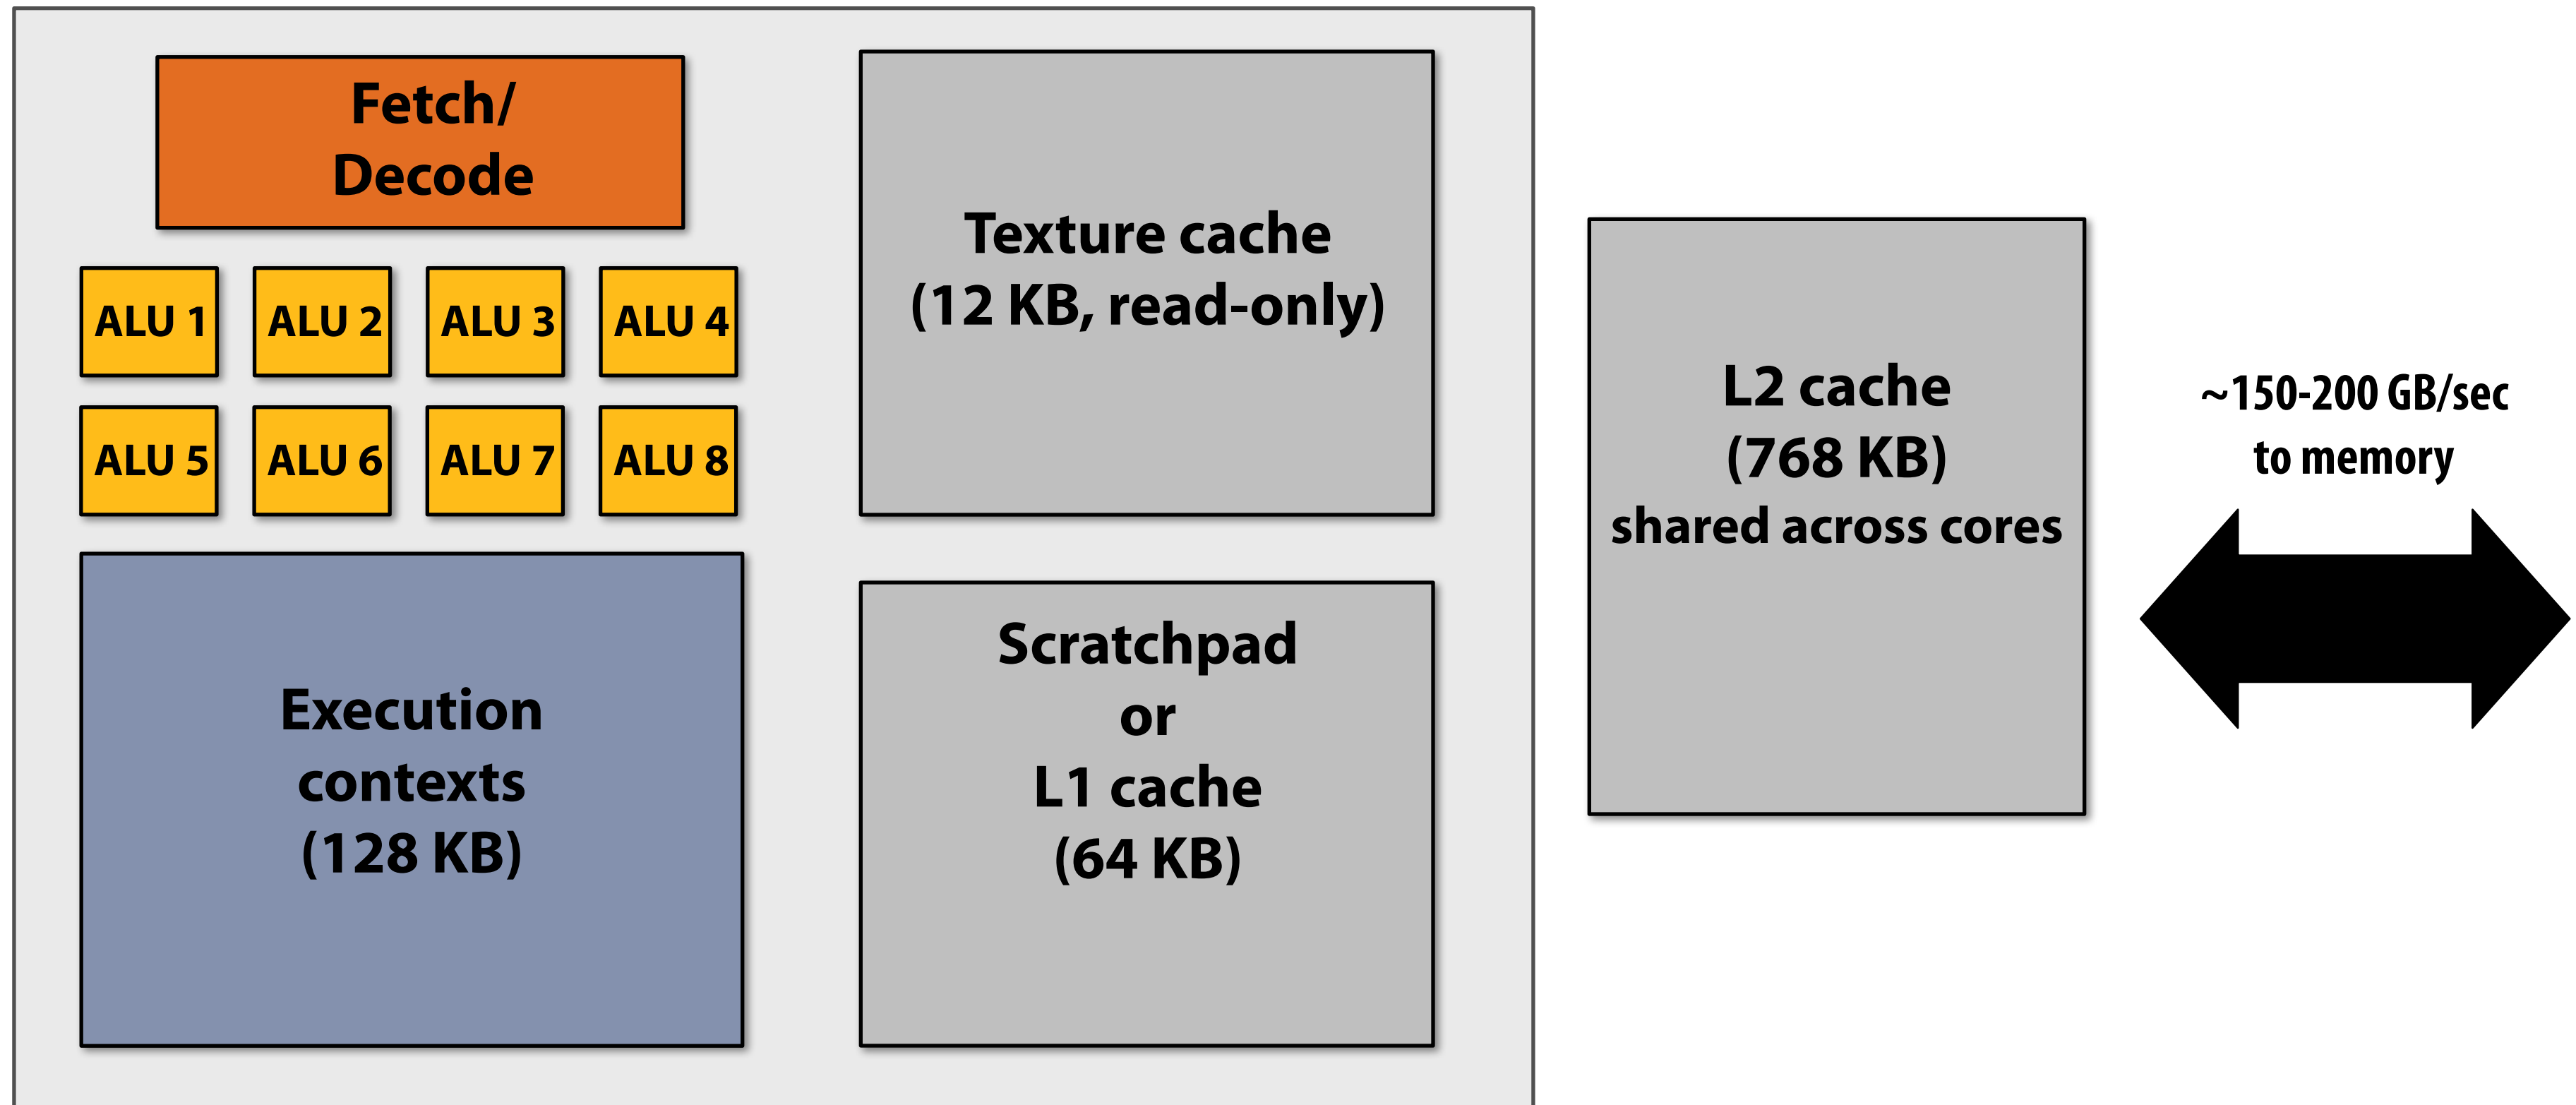 Fetch/
Decode
ALU 1
ALU 2
ALU 3
ALU 4
ALU 5
ALU 6
ALU 7
ALU 8
Execution
contexts
(128 KB)
Texture cache
(12 KB, read-only)
Scratchpad
or
L1 cache
(64 KB)
L2 cache
(768 KB)
shared across cores
~150-200 GB/sec
to memory